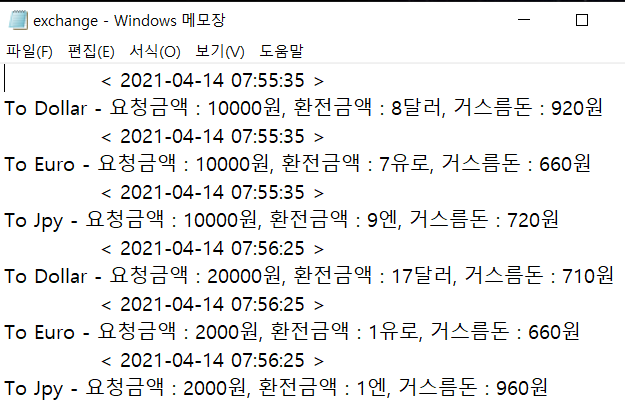 exchange - Windows 메모장
파일(F) 편집(E) 서식(O) 보기(V) 도움말
< 2021-04-14 07:55:35 >
To Dollar - 요청금액 : 10000원, 환전금액 : 8달러, 거스름돈 : 920원
< 2021-04-14 07:55:35 >
To Euro - 요청금액 : 10000원, 환전금액 : 7유로, 거스름돈 : 660원
< 2021-04-14 07:55:35 >
To Jpy - 요청금액 : 10000원, 환전금액 : 9엔, 거스름돈 : 720원
< 2021-04-14 07:56:25 >
To Dollar - 요청금액 : 20000원, 환전금액 : 17달러, 거스름돈 : 710원
< 2021-04-14 07:56:25 >
To Euro - 요청금액 : 2000원, 환전금액 : 1유로, 거스름돈 : 660원
< 2021-04-14 07:56:25 >
To Jpy - 요청금액 : 2000원, 환전금액 : 1엔, 거스름돈 : 960원